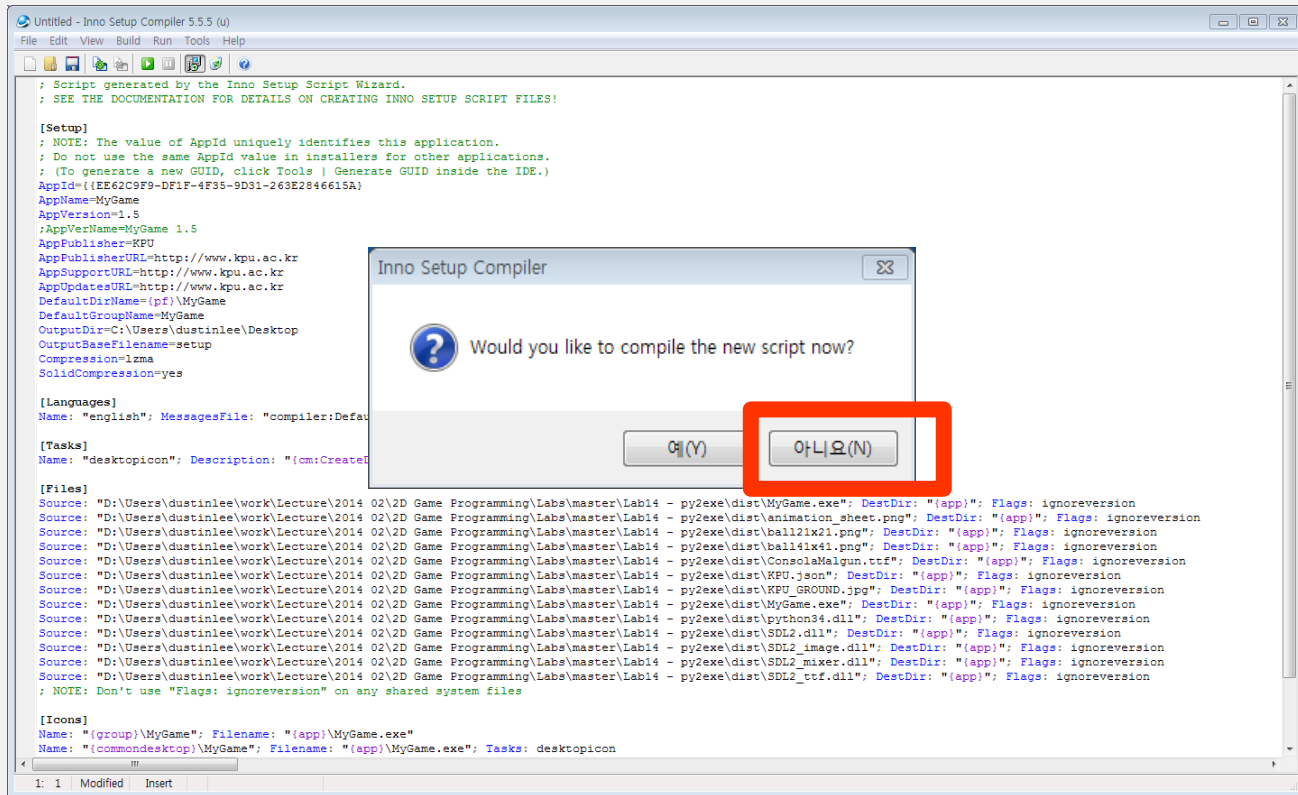 Untitled - Inno Setup Compiler 5.5.5 (u)
File Edit View Build Run Tools Help
; Script generated by the Inno Setup Script Wizard.
; SEE THE DOCUMENTATION FOR DETAILS ON CREATING INNO SETUP SCRIPT FILES!
[Setup]
; NOTE: The value of AppId uniquely identifies this application.
; Do not use the same AppId value in installers for other applications.
; (To generate a new GUID, click Tools | Generate GUID inside the IDE.)
AppId={{EE62C9F9-DF1F-4F35-9D31-263E2846615A}
AppName=MyGame
AppVersion=1.5
;AppVerName=MyGame 1.5
AppPublisher=KPU
AppPublisherURL=http://www.kpu.ac.kr
AppSupportURL=http://www.kpu.ac.kr
AppUpdatesURL=http://www.kpu.ac.kr
DefaultDirName={pf}\MyGame
DefaultGroupName=MyGame
OutputDir=C:\Users\dustinlee\Desktop
OutputBaseFilename=setup
Compression=lzma
SolidCompression=yes
[Languages]
Name: "english"; MessagesFile: "compiler:Defau
[Tasks]
Name: "desktopicon"; Description: "{cm:CreateD
Inno Setup Compiler
Would you like to compile the new script now?
예(Y) 아니요(N)
[Files]
Source: "D:\Users\dustinlee\work\Lecture\2014 02\2D Game Programming\Labs\master\Lab14 - py2exe\dist\MyGame.exe"; DestDir: "{app}"; Flags: ignoreversion
Source: "D:\Users\dustinlee\work\Lecture\2014 02\2D Game Programming\Labs\master\Lab14 - py2exe\dist\animation_sheet.png"; DestDir: "{app}"; Flags: ignoreversion
Source: "D:\Users\dustinlee\work\Lecture\2014 02\2D Game Programming\Labs\master\Lab14 - py2exe\dist\ball21x21.png"; DestDir: "{app}"; Flags: ignoreversion
Source: "D:\Users\dustinlee\work\Lecture\2014 02\2D Game Programming\Labs\master\Lab14 - py2exe\dist\ball41x41.png"; DestDir: "{app}"; Flags: ignoreversion
Source: "D:\Users\dustinlee\work\Lecture\2014 02\2D Game Programming\Labs\master\Lab14 - py2exe\dist\ConsolaMalgun.ttf"; DestDir: "{app}"; Flags: ignoreversion
Source: "D:\Users\dustinlee\work\Lecture\2014 02\2D Game Programming\Labs\master\Lab14 - py2exe\dist\KPU.json"; DestDir: "{app}"; Flags: ignoreversion
Source: "D:\Users\dustinlee\work\Lecture\2014 02\2D Game Programming\Labs\master\Lab14 - py2exe\dist\KPU_GROUND.jpg"; DestDir: "{app}"; Flags: ignoreversion
Source: "D:\Users\dustinlee\work\Lecture\2014 02\2D Game Programming\Labs\master\Lab14 - py2exe\dist\MyGame.exe"; DestDir: "{app}"; Flags: ignoreversion
Source: "D:\Users\dustinlee\work\Lecture\2014 02\2D Game Programming\Labs\master\Lab14 - py2exe\dist\python34.dll"; DestDir: "{app}"; Flags: ignoreversion
Source: "D:\Users\dustinlee\work\Lecture\2014 02\2D Game Programming\Labs\master\Lab14 - py2exe\dist\SDL2.dll"; DestDir: "{app}"; Flags: ignoreversion
Source: "D:\Users\dustinlee\work\Lecture\2014 02\2D Game Programming\Labs\master\Lab14 - py2exe\dist\SDL2_image.dll"; DestDir: "{app}"; Flags: ignoreversion
Source: "D:\Users\dustinlee\work\Lecture\2014 02\2D Game Programming\Labs\master\Lab14 - py2exe\dist\SDL2_mixer.dll"; DestDir: "{app}"; Flags: ignoreversion
Source: "D:\Users\dustinlee\work\Lecture\2014 02\2D Game Programming\Labs\master\Lab14 - py2exe\dist\SDL2_ttf.dll"; DestDir: "{app}"; Flags: ignoreversion
; NOTE: Don't use "Flags: ignoreversion" on any shared system files
[Icons]
Name: "{group}\MyGame"; Filename: "{app}\MyGame.exe"
Name: "{commondesktop}\MyGame"; Filename: "{app}\MyGame.exe"; Tasks: desktopicon
1: 1 Modified Insert